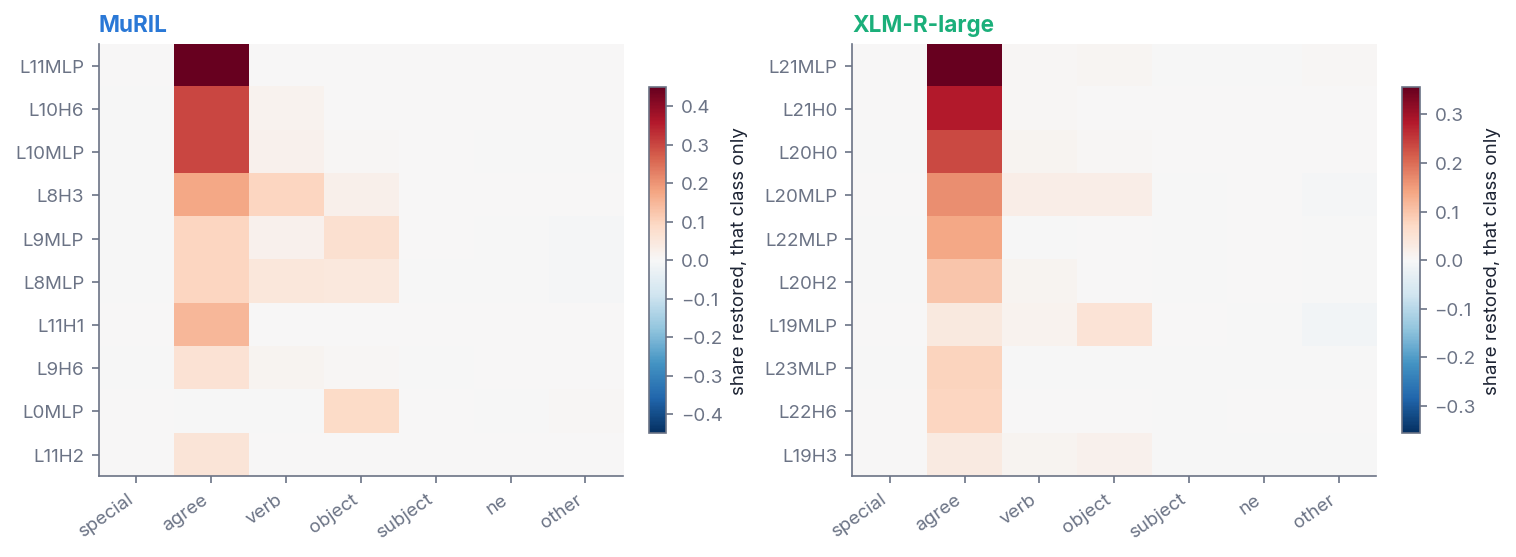 MuRIL
L11MLP
L10H6
L10MLP
L8H3
L9MLP
L8MLP
L11H1
L9H6
L0MLP
L11H2
special
agree
verb
object
subject
ne
other
0.4
0.3
0.2
0.1
0.0
−0.1
−0.2
−0.3
−0.4
share restored, that class only
XLM-R-large
L21MLP
L21H0
L20H0
L20MLP
L22MLP
L20H2
L19MLP
L23MLP
L22H6
L19H3
special
agree
verb
object
subject
ne
other
0.3
0.2
0.1
0.0
−0.1
−0.2
−0.3
share restored, that class only